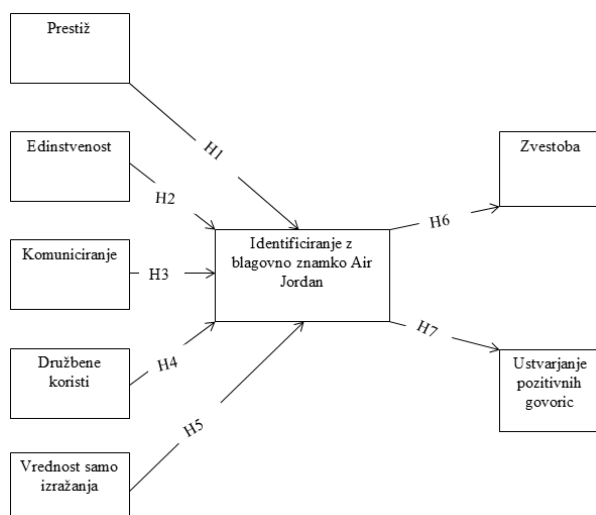 Prestiž
H1
Edinstvenost
H2
Komuniciranje
H3
Družbene
koristi
H4
Vrednost samo
izražanja
H5
Identificiranje z
blagovno znamko Air
Jordan
H6
Zvestoba
H7
Ustvarjanje
pozitivnih
govoric